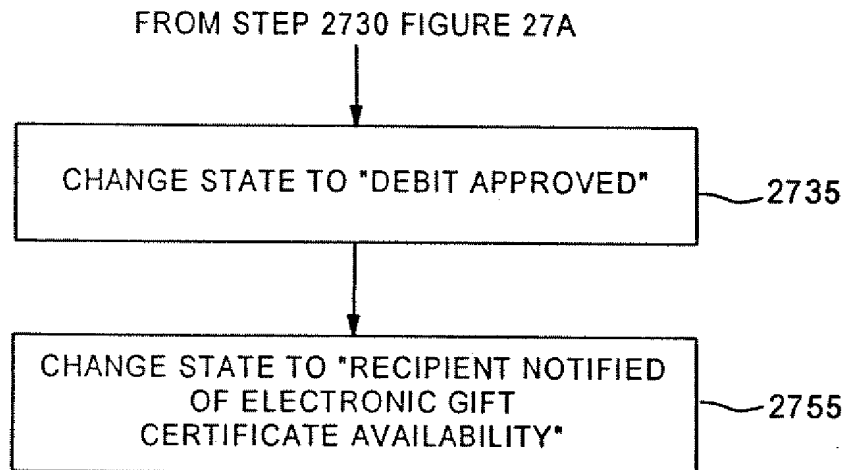 FROM STEP 2730 FIGURE 27A
CHANGE STATE TO "DEBIT APPROVED"
2735
CHANGE STATE TO "RECIPIENT NOTIFIED
OF ELECTRONIC GIFT
CERTIFICATE AVAILABILITY"
2755